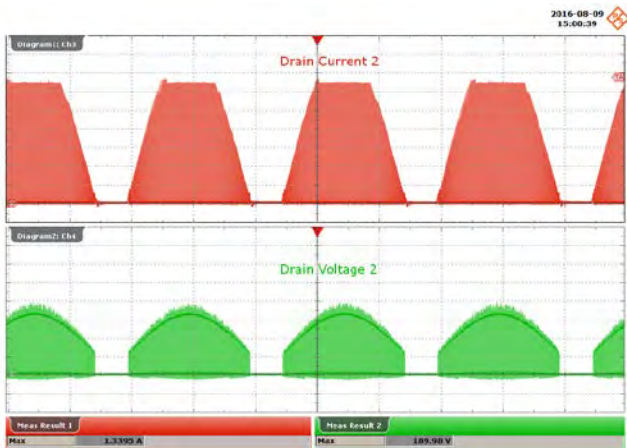 2016-08-09
15:00:39
Diagram1: Ch3
Drain Current 2
Diagram2: Ch4
Drain Voltage 2
Meas Result 1
Meas Result 2
Max 1.3395 A
Max 189.98 V